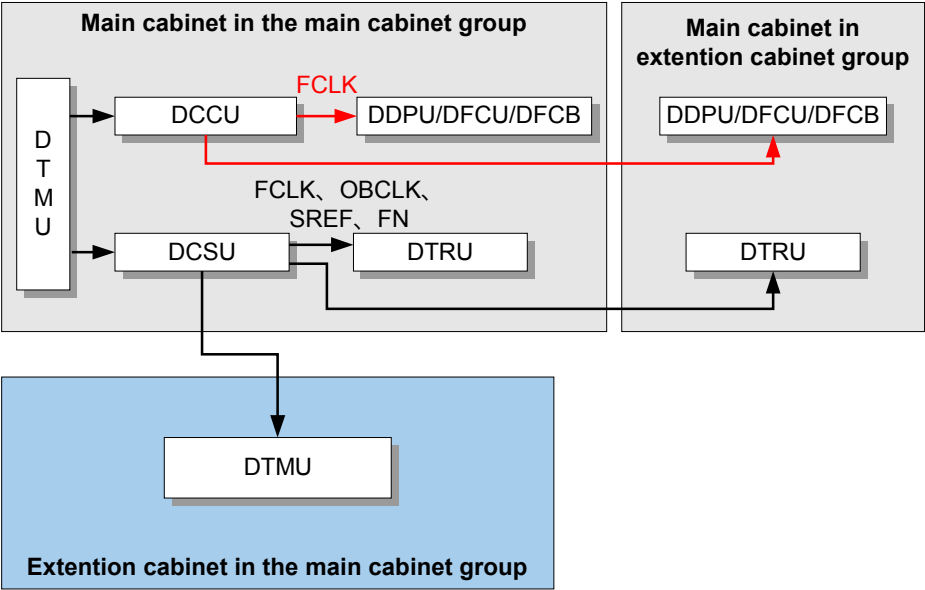 Main cabinet in the main cabinet group
Main cabinet in
extention cabinet group
D
T
M
U
FCLK
DCCU
DDPU/DFCU/DFCB
DDPU/DFCU/DFCB
FCLK、OBCLK、
SREF、FN
DCSU
DTRU
DTRU
DTMU
Extention cabinet in the main cabinet group